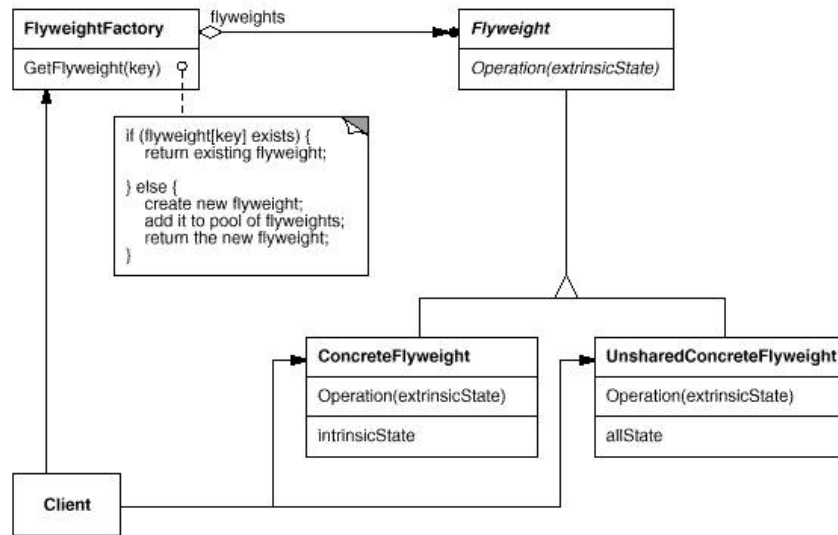 flyweights
FlyweightFactory
GetFlyweight(key)
Flyweight
Operation(extrinsicState)
if (flyweight[key] exists) {
return existing flyweight;
} else {
create new flyweight;
add it to pool of flyweights;
return the new flyweight;
}
ConcreteFlyweight
Operation(extrinsicState)
intrinsicState
UnsharedConcreteFlyweight
Operation(extrinsicState)
allState
Client